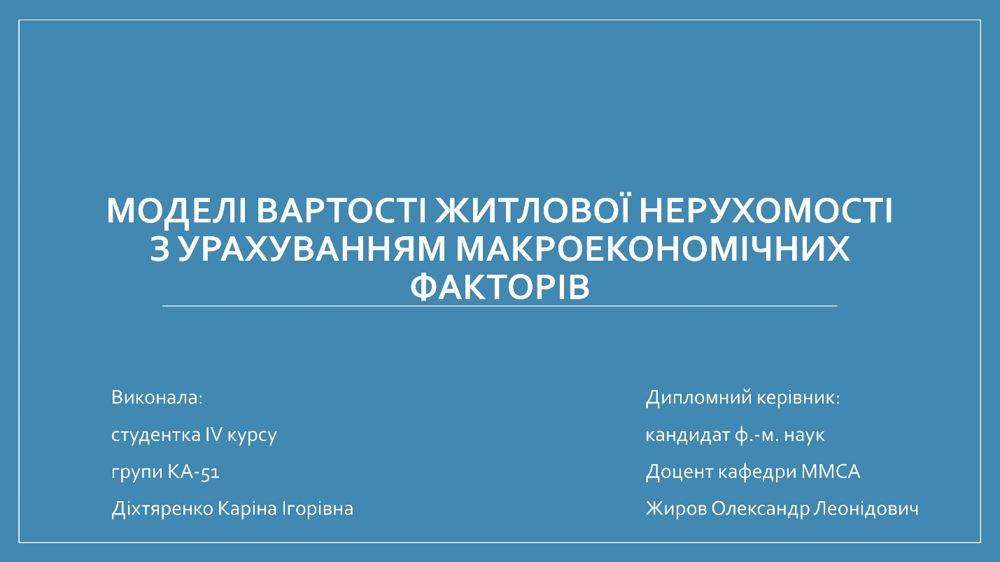 МОДЕЛІ ВАРТОСТІ ЖИТЛОВОЇ НЕРУХОМОСТІ
З УРАХУВАННЯМ МАКРОЕКОНОМІЧНИХ
ФАКТОРІВ
Виконала:
студентка IV курсу
групи КА-51
Діхтяренко Каріна Ігорівна
Дипломний керівник:
кандидат ф.-м. наук
Доцент кафедри ММСА
Жиров Олександр Леонідович